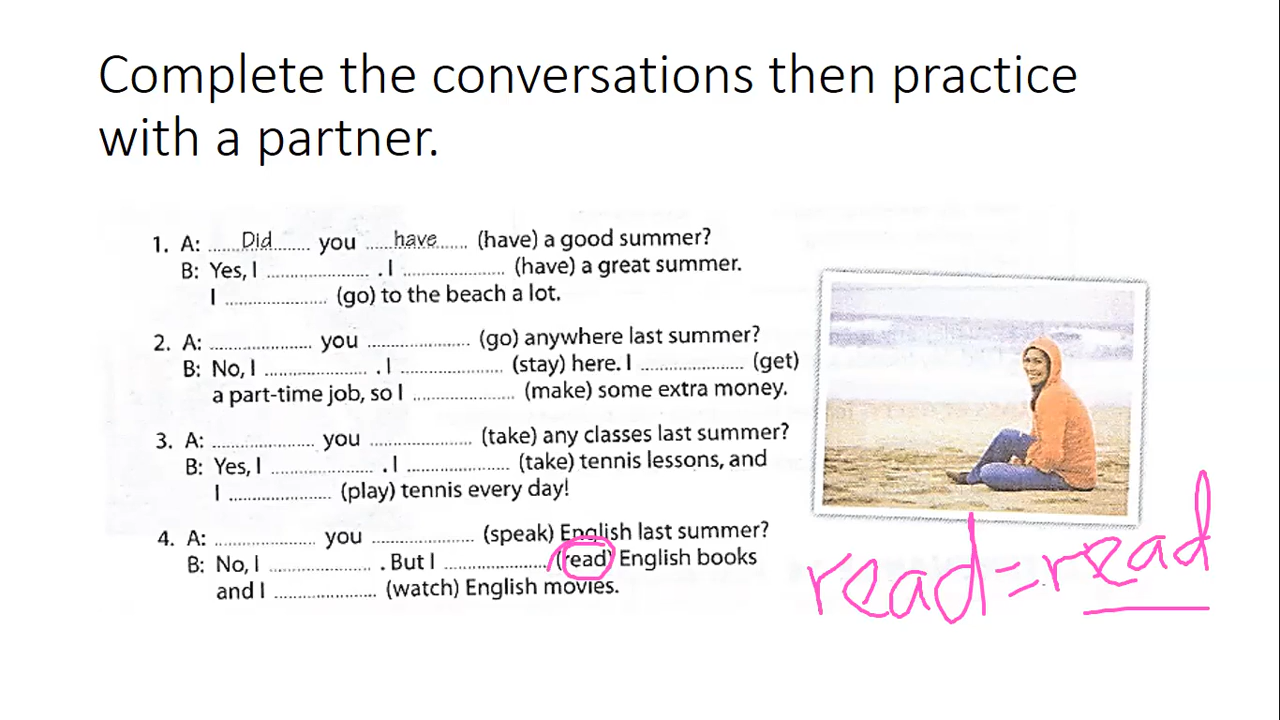 Complete the conversations then practice
with a partner.
1. A: ......Did...... you .....have...... (have) a good summer?
B: Yes, I .................... . I .................... (have) a great summer.
I .................... (go) to the beach a lot.
2. A: .................... you .................... (go) anywhere last summer?
B: No, I .................... . I .................... (stay) here. I .................... (get)
a part-time job, so I .................... (make) some extra money.
3. A: .................... you .................... (take) any classes last summer?
B: Yes, I .................... . I .................... (take) tennis lessons, and
I .................... (play) tennis every day!
4. A: .................... you .................... (speak) English last summer?
B: No, I .................... . But I .................... (read) English books
and I .................... (watch) English movies.
read=read